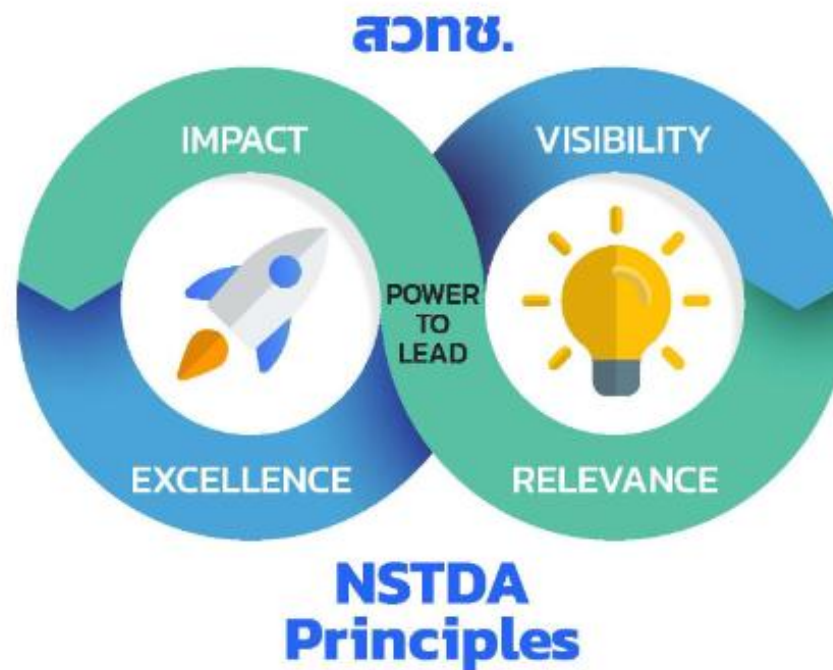 สวทช.
IMPACT
VISIBILITY
POWER
TO
LEAD
EXCELLENCE
RELEVANCE
NSTDA
Principles